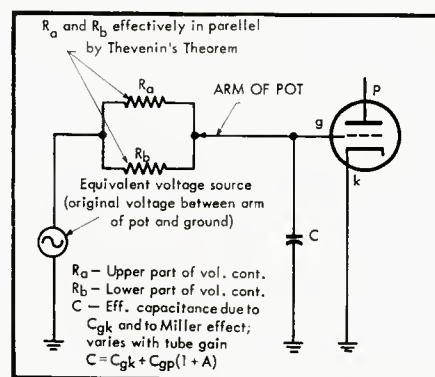 Ra and Rb effectively in parellel
by Thevenin's Theorem
Ra
ARM OF POT
P
g
Rb
k
Equivalent voltage source
(original voltage between arm
of pot and ground)
C
Ra – Upper part of vol. cont.
Rb – Lower part of vol. cont.
C – Eff. capacitance due to
Cgk and to Miller effect;
varies with tube gain
C = Cgk + Cgp(1 + A)